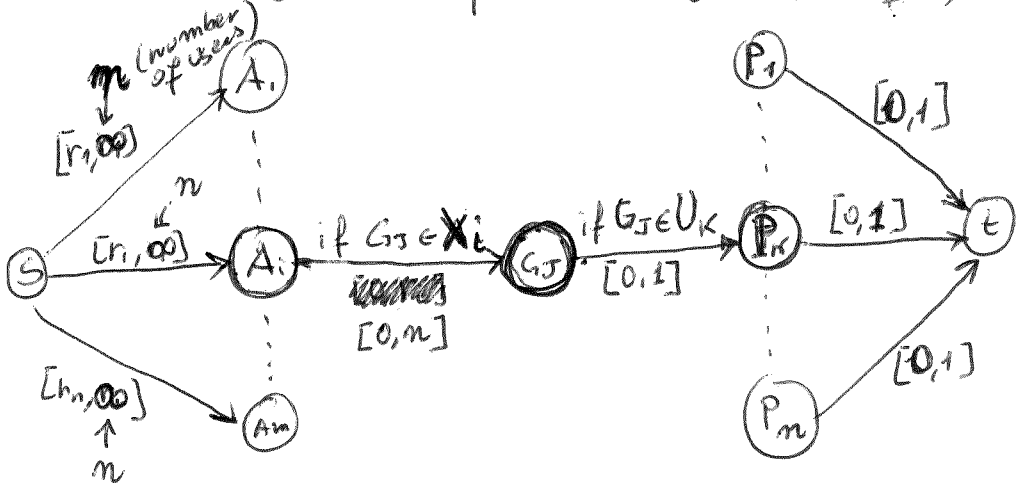 n (number
of users)
A₁
P₁
[r₁,∞]
[0,1]
n
if GJ ∈ Xi
if GJ ∈ UK
[0,1]
[ri,∞]
S
Ai
GJ
PK
t
[0,1]
[0,n]
[rn,∞]
[0,1]
Am
Pn
n